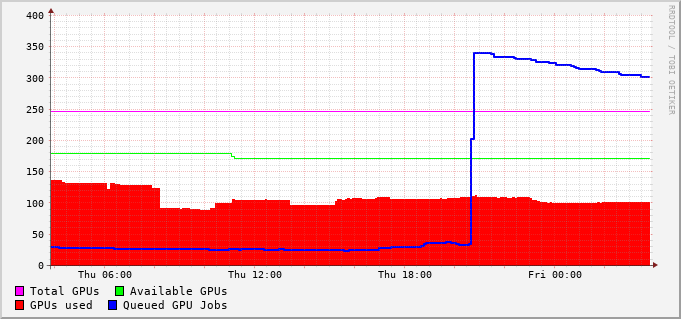 400
350
300
250
200
150
100
50
0
Thu 06:00 Thu 12:00 Thu 18:00 Fri 00:00
Total GPUs Available GPUs
GPUs used Queued GPU Jobs
RRDTOOL / TOBI OETIKER